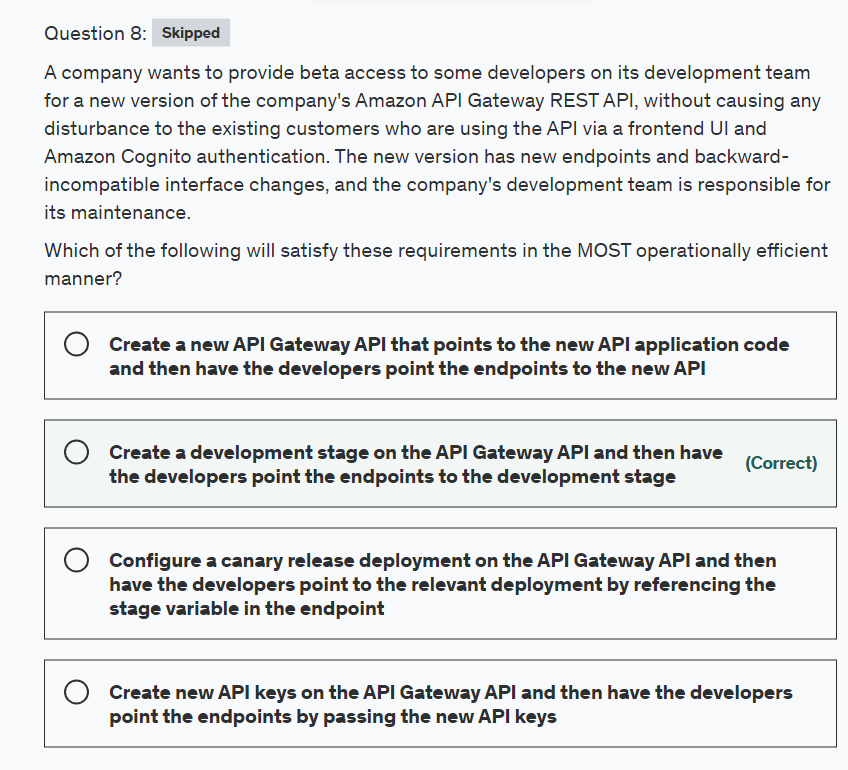 Question 8: Skipped
A company wants to provide beta access to some developers on its development team
for a new version of the company's Amazon API Gateway REST API, without causing any
disturbance to the existing customers who are using the API via a frontend UI and
Amazon Cognito authentication. The new version has new endpoints and backward-
incompatible interface changes, and the company's development team is responsible for
its maintenance.
Which of the following will satisfy these requirements in the MOST operationally efficient
manner?
Create a new API Gateway API that points to the new API application code
and then have the developers point the endpoints to the new API
Create a development stage on the API Gateway API and then have
the developers point the endpoints to the development stage
(Correct)
Configure a canary release deployment on the API Gateway API and then
have the developers point to the relevant deployment by referencing the
stage variable in the endpoint
Create new API keys on the API Gateway API and then have the developers
point the endpoints by passing the new API keys